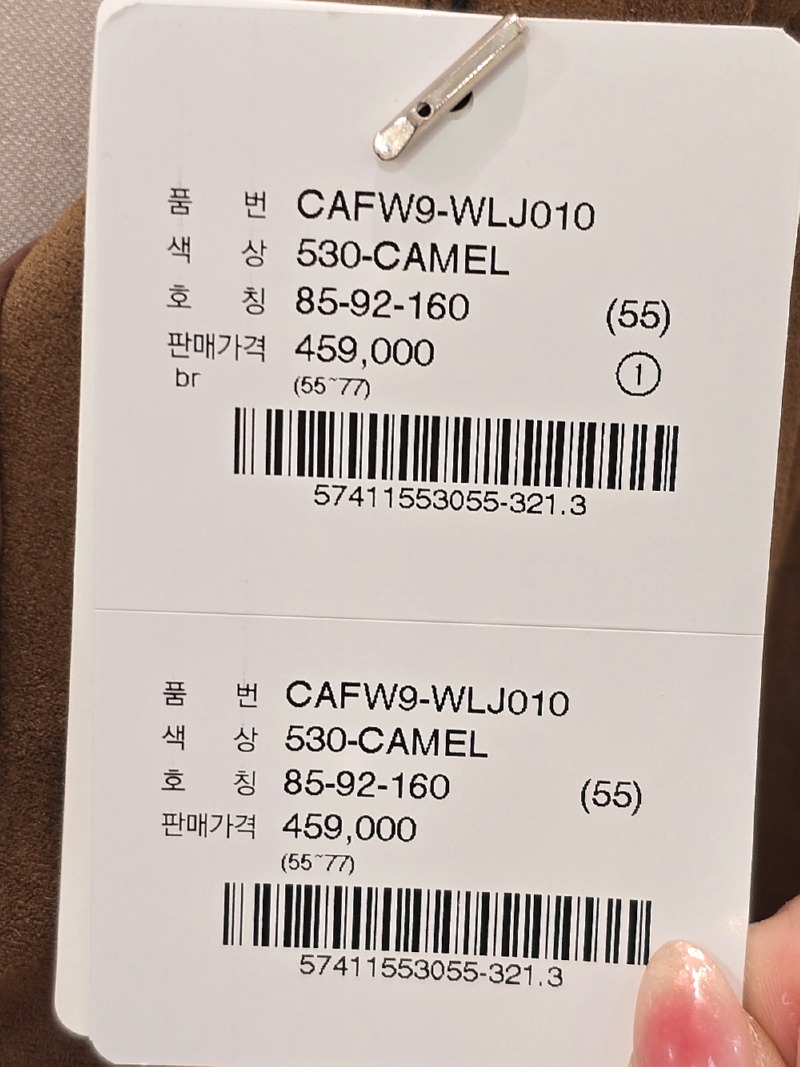 품 번 CAFW9-WLJ010
색 상 530-CAMEL
호 칭 85-92-160 (55)
판매가격 459,000 ①
br (55~77)
57411553055-321.3
품 번 CAFW9-WLJ010
색 상 530-CAMEL
호 칭 85-92-160 (55)
판매가격 459,000
(55~77)
57411553055-321.3